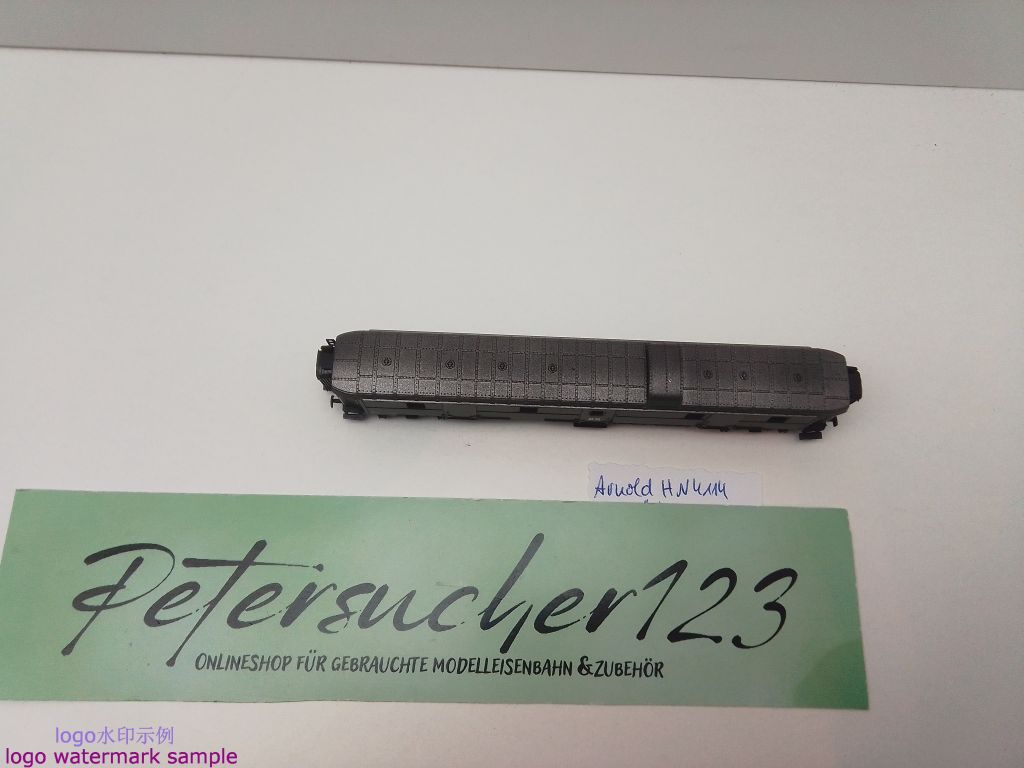 Arnold HN4114
Petersucher123
ONLINESHOP FÜR GEBRAUCHTE MODELLEISENBAHN & ZUBEHÖR
logo水印示例
logo watermark sample